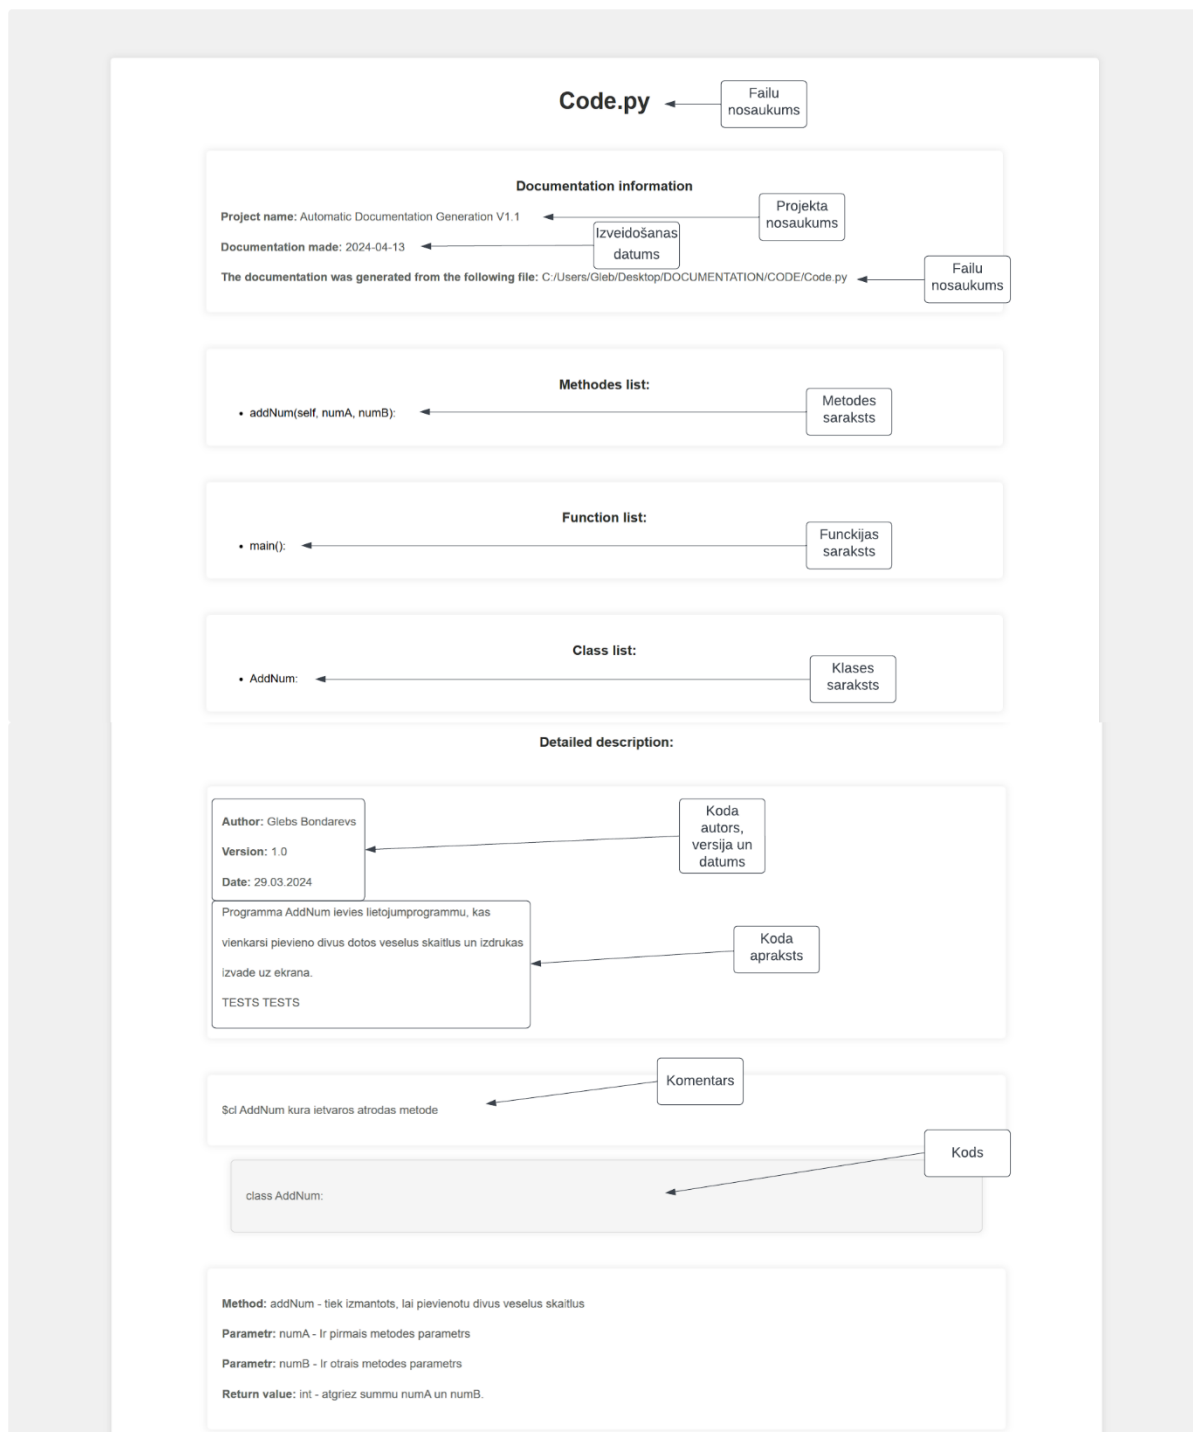 Code.py
Failu
nosaukums
Documentation information
Project name: Automatic Documentation Generation V1.1
Projekta
nosaukums
Documentation made: 2024-04-13
Izveidošanas
datums
The documentation was generated from the following file: C:/Users/Gleb/Desktop/DOCUMENTATION/CODE/Code.py
Failu
nosaukums
Methodes list:
• addNum(self, numA, numB):
Metodes
saraksts
Function list:
• main():
Funckijas
saraksts
Class list:
• AddNum:
Klases
saraksts
Detailed description:
Author: Glebs Bondarevs
Version: 1.0
Date: 29.03.2024
Koda
autors,
versija un
datums
Programma AddNum ievies lietojumprogrammu, kas
vienkarsi pievieno divus dotos veselus skaitlus un izdrukas
izvade uz ekrana.
TESTS TESTS
Koda
apraksts
Komentars
$cl AddNum kura ietvaros atrodas metode
Kods
class AddNum:
Method: addNum - tiek izmantots, lai pievienotu divus veselus skaitlus
Parametr: numA - Ir pirmais metodes parametrs
Parametr: numB - Ir otrais metodes parametrs
Return value: int - atgriez summu numA un numB.